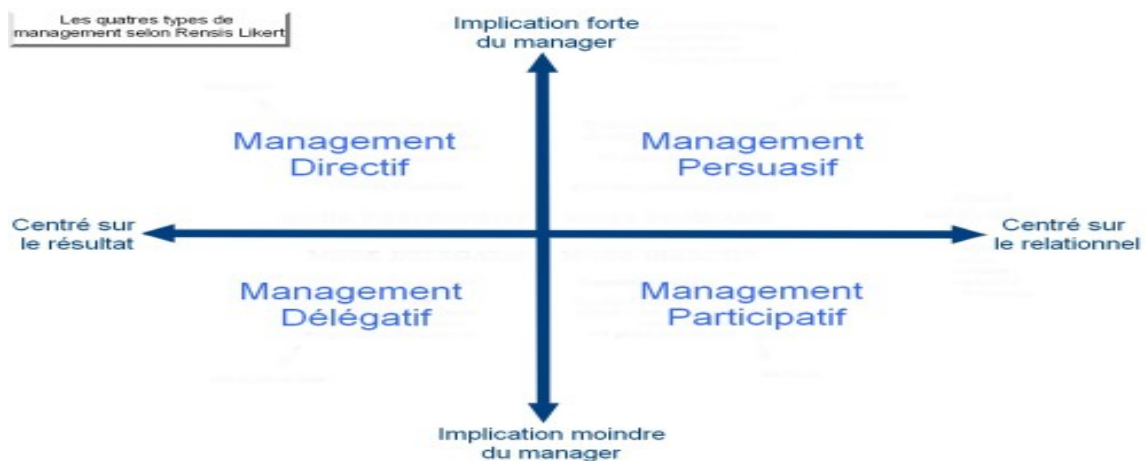 Les quatres types de
management selon Rensis Likert
Implication forte
du manager
Management
Directif
Management
Persuasif
Centré sur
le résultat
Centré sur
le relationnel
Management
Délégatif
Management
Participatif
Implication moindre
du manager